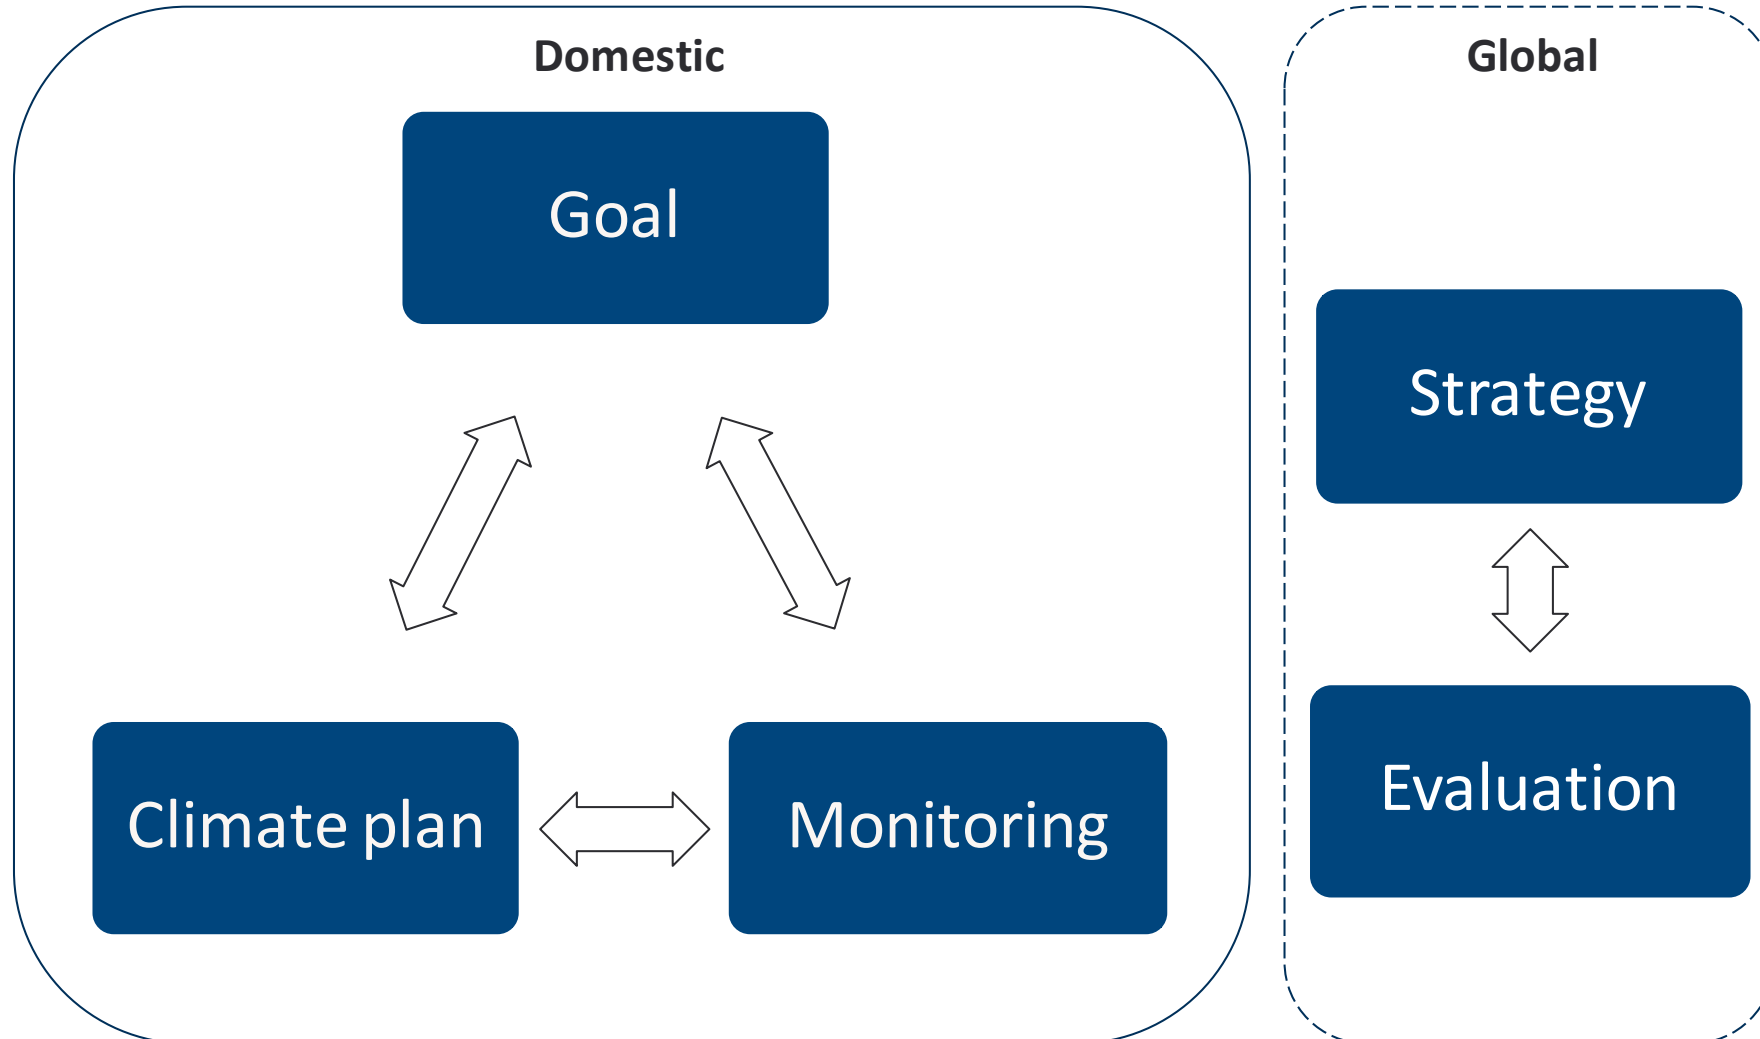 Domestic
Goal
Climate plan
Monitoring
Global
Strategy
Evaluation